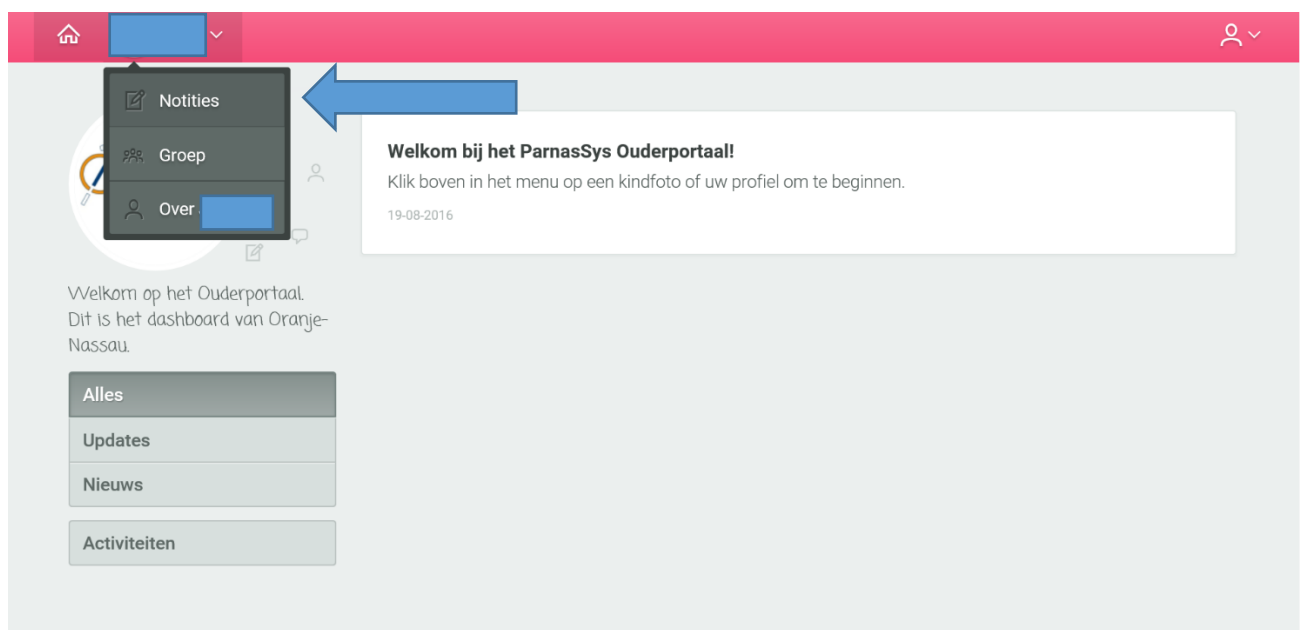 Notities
Groep
Over
Welkom bij het ParnasSys Ouderportaal!
Klik boven in het menu op een kindfoto of uw profiel om te beginnen.
19-08-2016
Welkom op het Ouderportaal.
Dit is het dashboard van Oranje-
Nassau.
Alles
Updates
Nieuws
Activiteiten